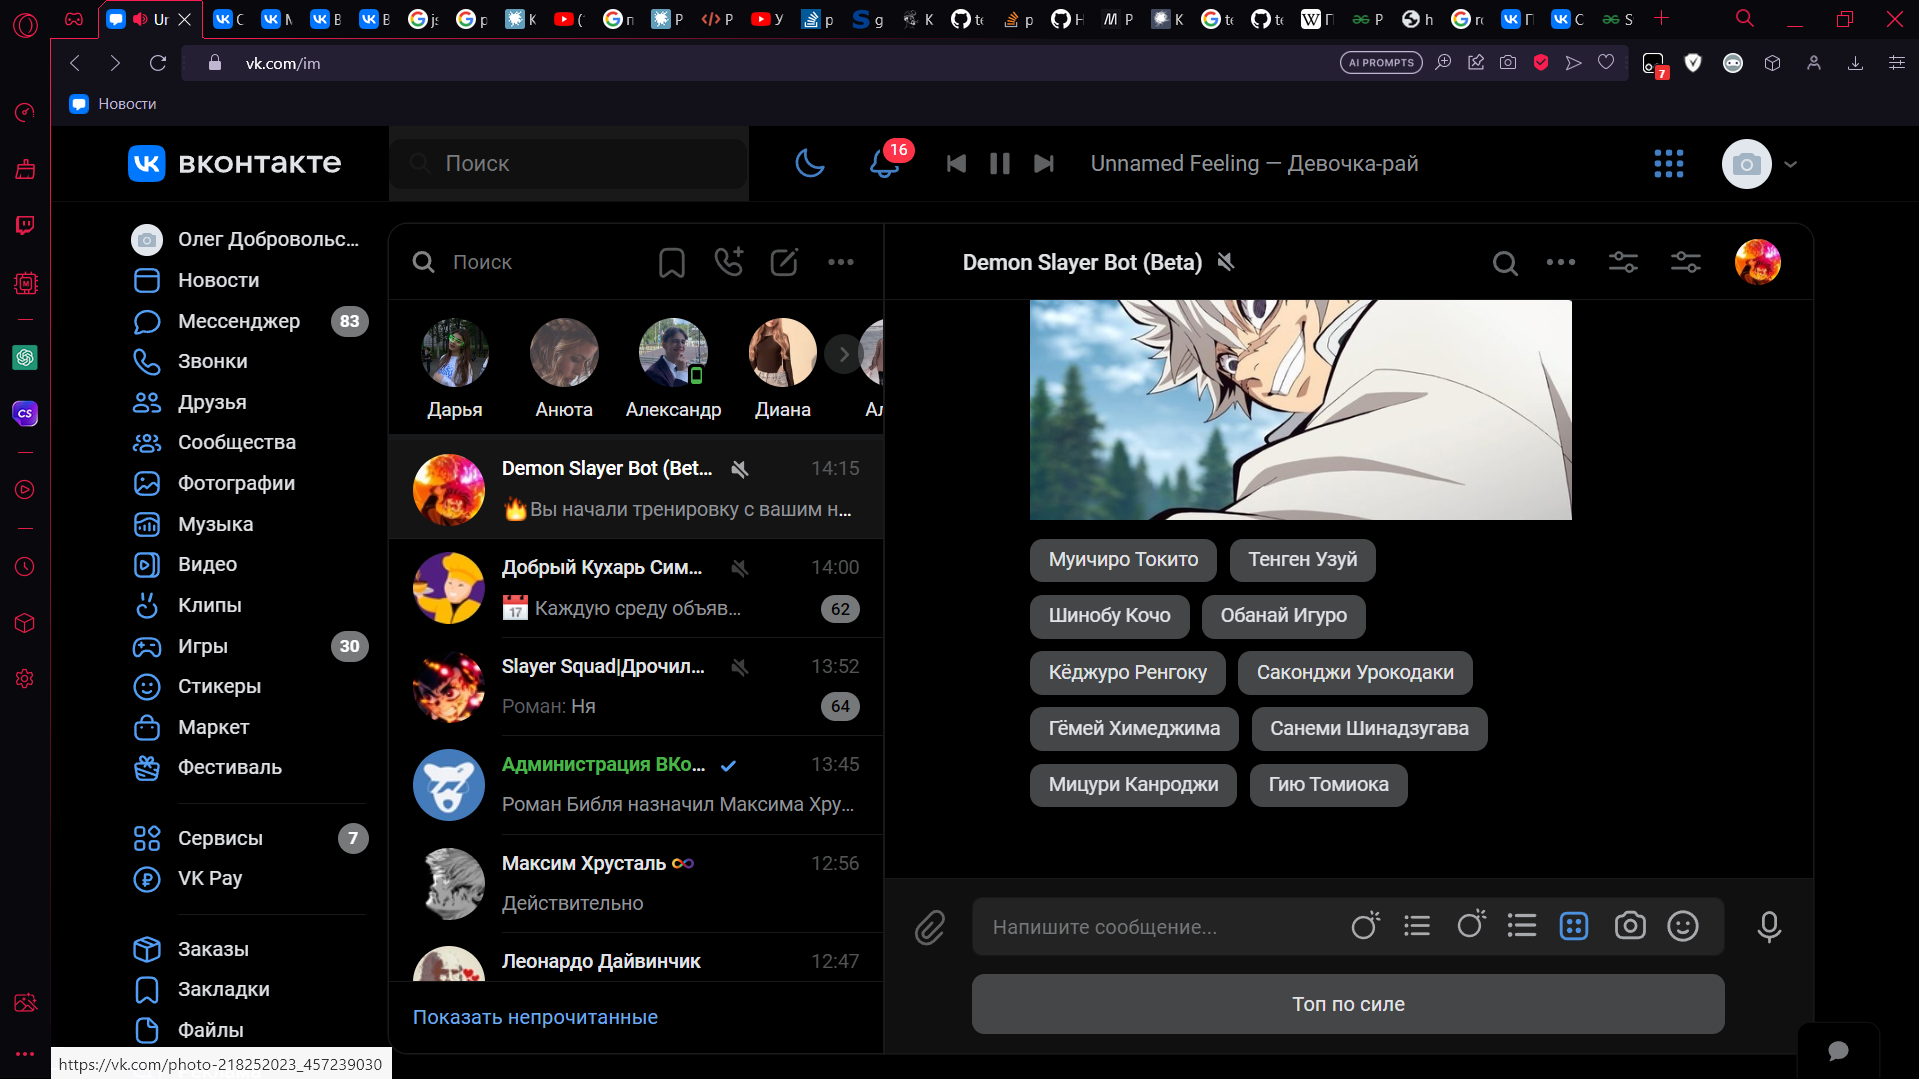 Ur
C
M
B
B
js
p
K
(
n
P
P
У
p
g
K
te
p
H
P
K
te
te
П
P
h
re
П
C
S
vk.com/im
AI PROMPTS
7
Новости
вконтакте
Поиск
16
Unnamed Feeling — Девочка-рай
Олег Добровольс...
Новости
Мессенджер 83
Звонки
Друзья
Сообщества
Фотографии
Музыка
Видео
Клипы
Игры 30
Стикеры
Маркет
Фестиваль
Сервисы 7
VK Pay
Заказы
Закладки
Файлы
Поиск
Дарья
Анюта
Александр
Диана
Ал
Demon Slayer Bot (Bet... 14:15
🔥Вы начали тренировку с вашим н...
Добрый Кухарь Сим... 14:00
📅 Каждую среду объяв... 62
Slayer Squad|Дрочил... 13:52
Роман: Ня 64
Администрация ВКо... 13:45
Роман Библя назначил Максима Хру...
Максим Хрусталь 12:56
Действительно
Леонардо Дайвинчик 12:47
Показать непрочитанные
Demon Slayer Bot (Beta)
Муичиро Токито Тенген Узуй
Шинобу Кочо Обанай Игуро
Кёджуро Ренгоку Саконджи Урокодаки
Гёмей Химеджима Санеми Шинадзугава
Мицури Канроджи Гию Томиока
Напишите сообщение...
Топ по силе
https://vk.com/photo-218252023_457239030